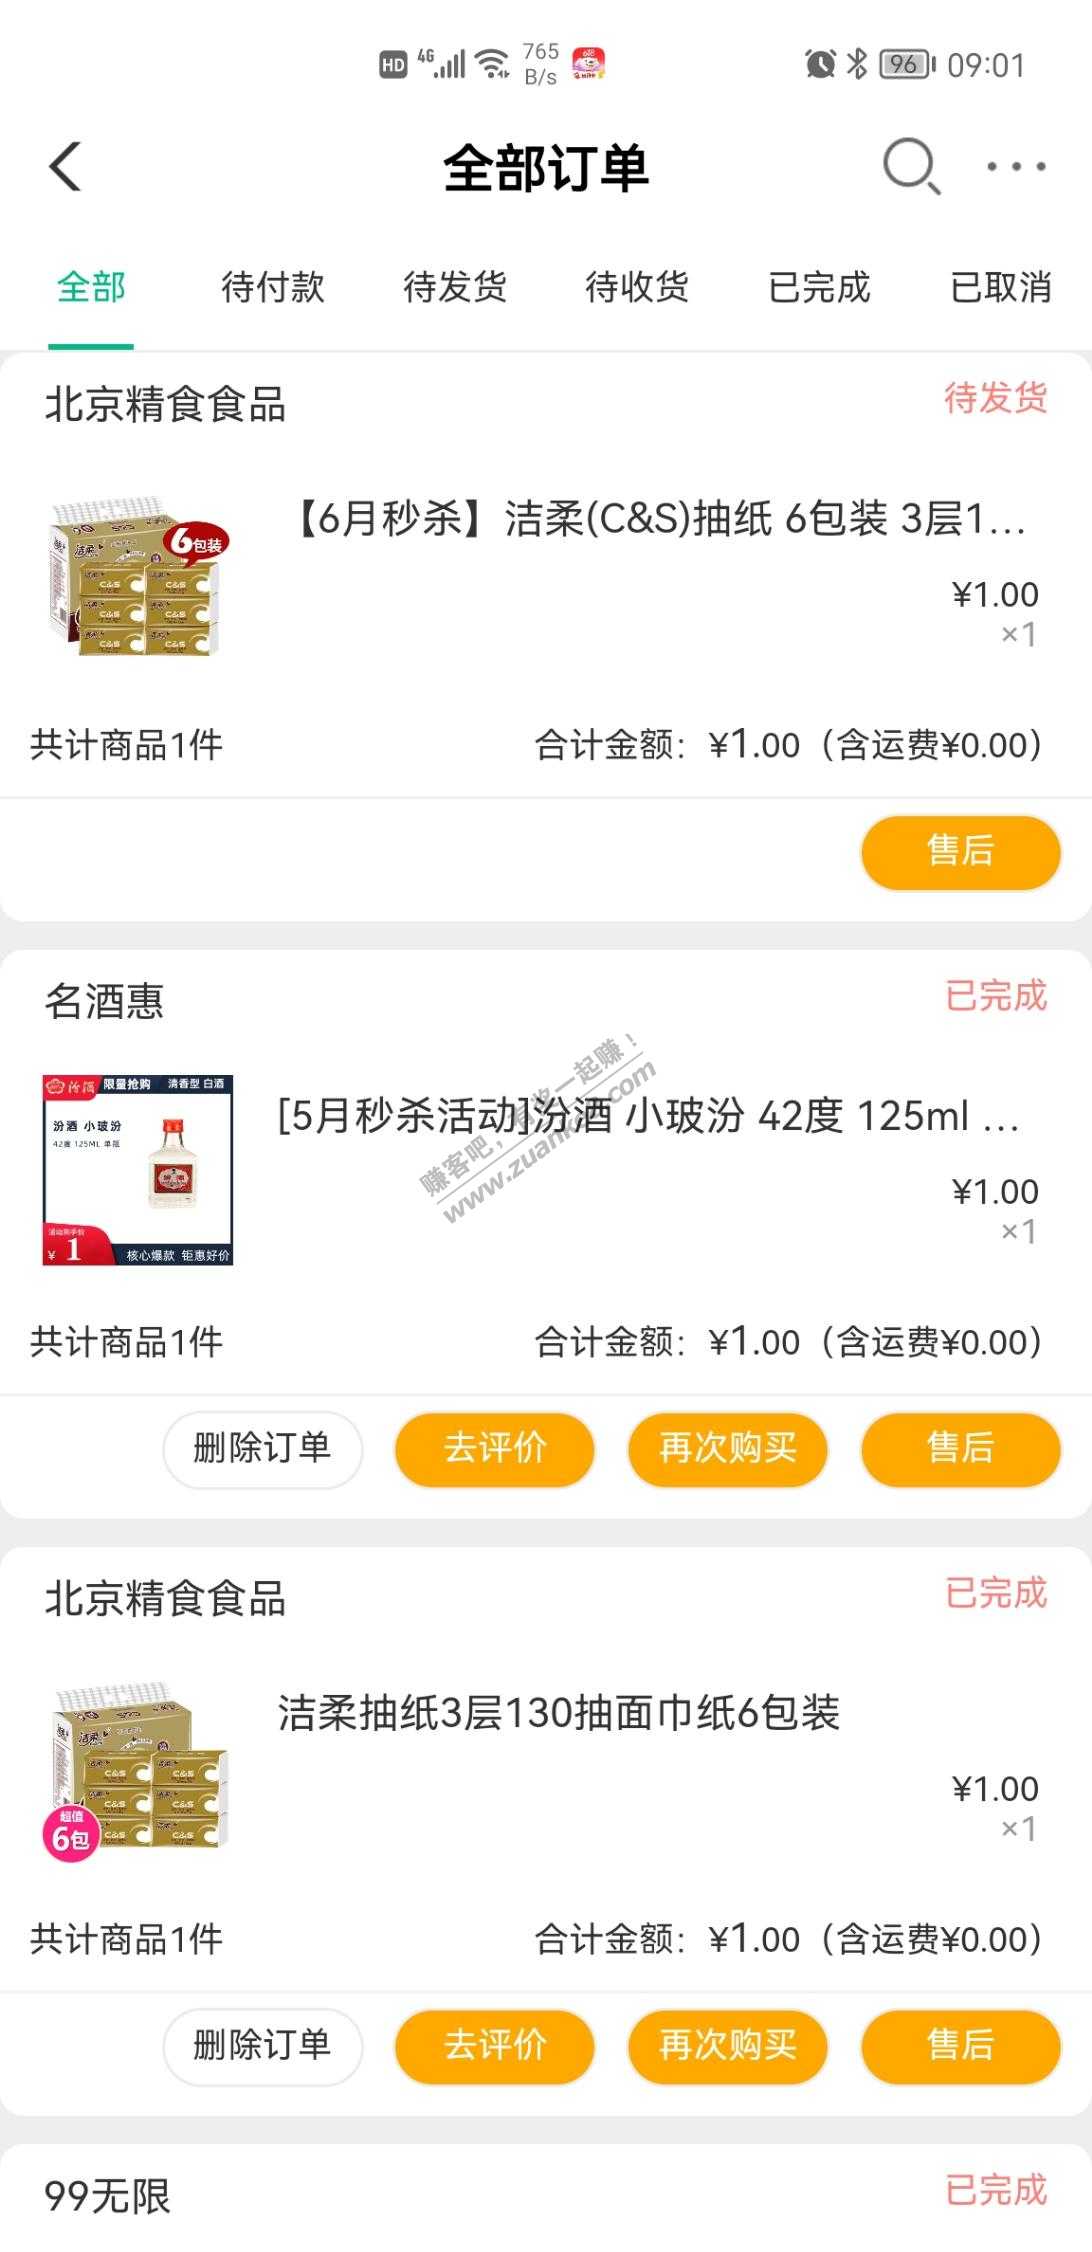 HD 4G 765 B/s 96 09:01
全部订单
全部 待付款 待发货 待收货 已完成 已取消
北京精食食品 待发货
6包装
洁柔
C&S C&S
C&S C&S
C&S C&S
【6月秒杀】洁柔(C&S)抽纸 6包装 3层1...
¥1.00
×1
共计商品1件 合计金额：¥1.00（含运费¥0.00）
售后
名酒惠 已完成
汾酒 限量抢购 清香型 白酒
汾酒 小玻汾
42度 125ML 单瓶
¥ 1
核心爆款 钜惠好价
[5月秒杀活动]汾酒 小玻汾 42度 125ml ...
¥1.00
×1
赚客吧，有奖一起赚！
www.zuanke8.com
共计商品1件 合计金额：¥1.00（含运费¥0.00）
删除订单 去评价 再次购买 售后
北京精食食品 已完成
洁柔
C&S C&S
C&S C&S
C&S C&S
超值
6包
洁柔抽纸3层130抽面巾纸6包装
¥1.00
×1
共计商品1件 合计金额：¥1.00（含运费¥0.00）
删除订单 去评价 再次购买 售后
99无限 已完成